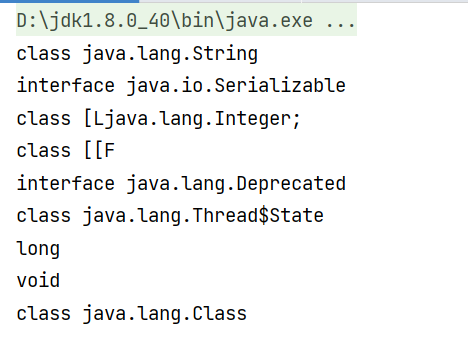 D:\jdk1.8.0_40\bin\java.exe ...
class java.lang.String
interface java.io.Serializable
class [Ljava.lang.Integer;
class [[F
interface java.lang.Deprecated
class java.lang.Thread$State
long
void
class java.lang.Class